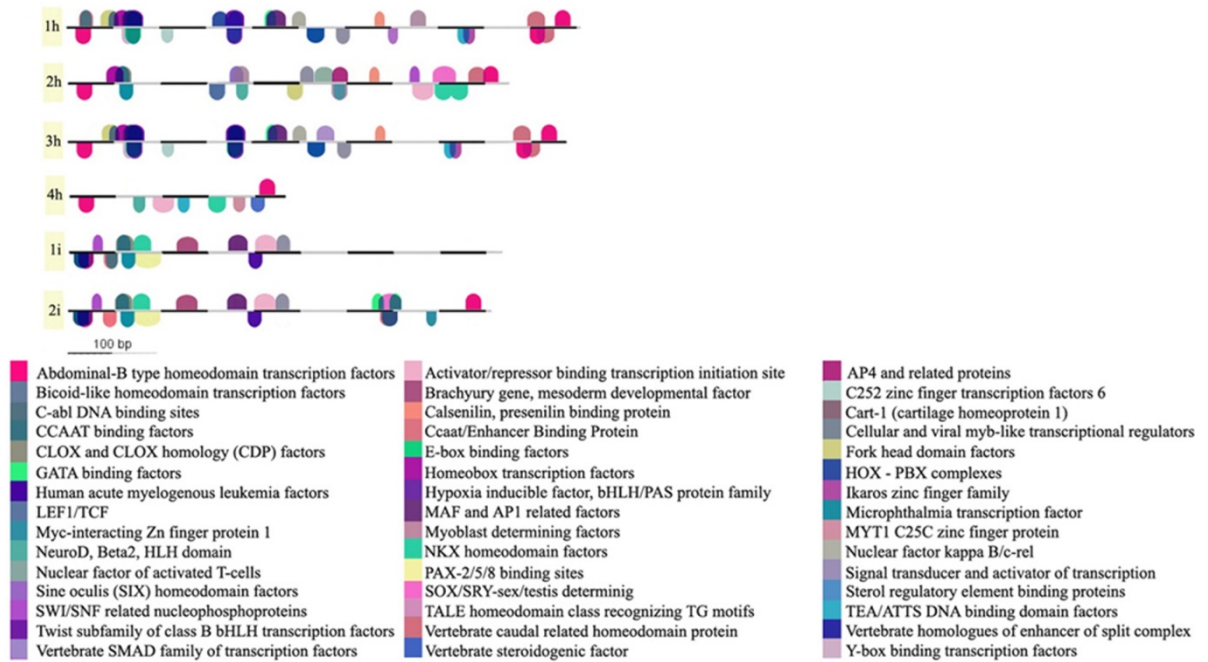 1h
2h
3h
4h
1i
2i
100 bp
Abdominal-B type homeodomain transcription factors
Bicoid-like homeodomain transcription factors
C-abl DNA binding sites
CCAAT binding factors
CLOX and CLOX homology (CDP) factors
GATA binding factors
Human acute myelogenous leukemia factors
LEF1/TCF
Myc-interacting Zn finger protein 1
NeuroD, Beta2, HLH domain
Nuclear factor of activated T-cells
Sine oculis (SIX) homeodomain factors
SWI/SNF related nucleophosphoproteins
Twist subfamily of class B bHLH transcription factors
Vertebrate SMAD family of transcription factors
Activator/repressor binding transcription initiation site
Brachyury gene, mesoderm developmental factor
Calsenilin, presenilin binding protein
Ccaat/Enhancer Binding Protein
E-box binding factors
Homeobox transcription factors
Hypoxia inducible factor, bHLH/PAS protein family
MAF and AP1 related factors
Myoblast determining factors
NKX homeodomain factors
PAX-2/5/8 binding sites
SOX/SRY-sex/testis determinig
TALE homeodomain class recognizing TG motifs
Vertebrate caudal related homeodomain protein
Vertebrate steroidogenic factor
AP4 and related proteins
C252 zinc finger transcription factors 6
Cart-1 (cartilage homeoprotein 1)
Cellular and viral myb-like transcriptional regulators
Fork head domain factors
HOX - PBX complexes
Ikaros zinc finger family
Microphthalmia transcription factor
MYT1 C25C zinc finger protein
Nuclear factor kappa B/c-rel
Signal transducer and activator of transcription
Sterol regulatory element binding proteins
TEA/ATTS DNA binding domain factors
Vertebrate homologues of enhancer of split complex
Y-box binding transcription factors